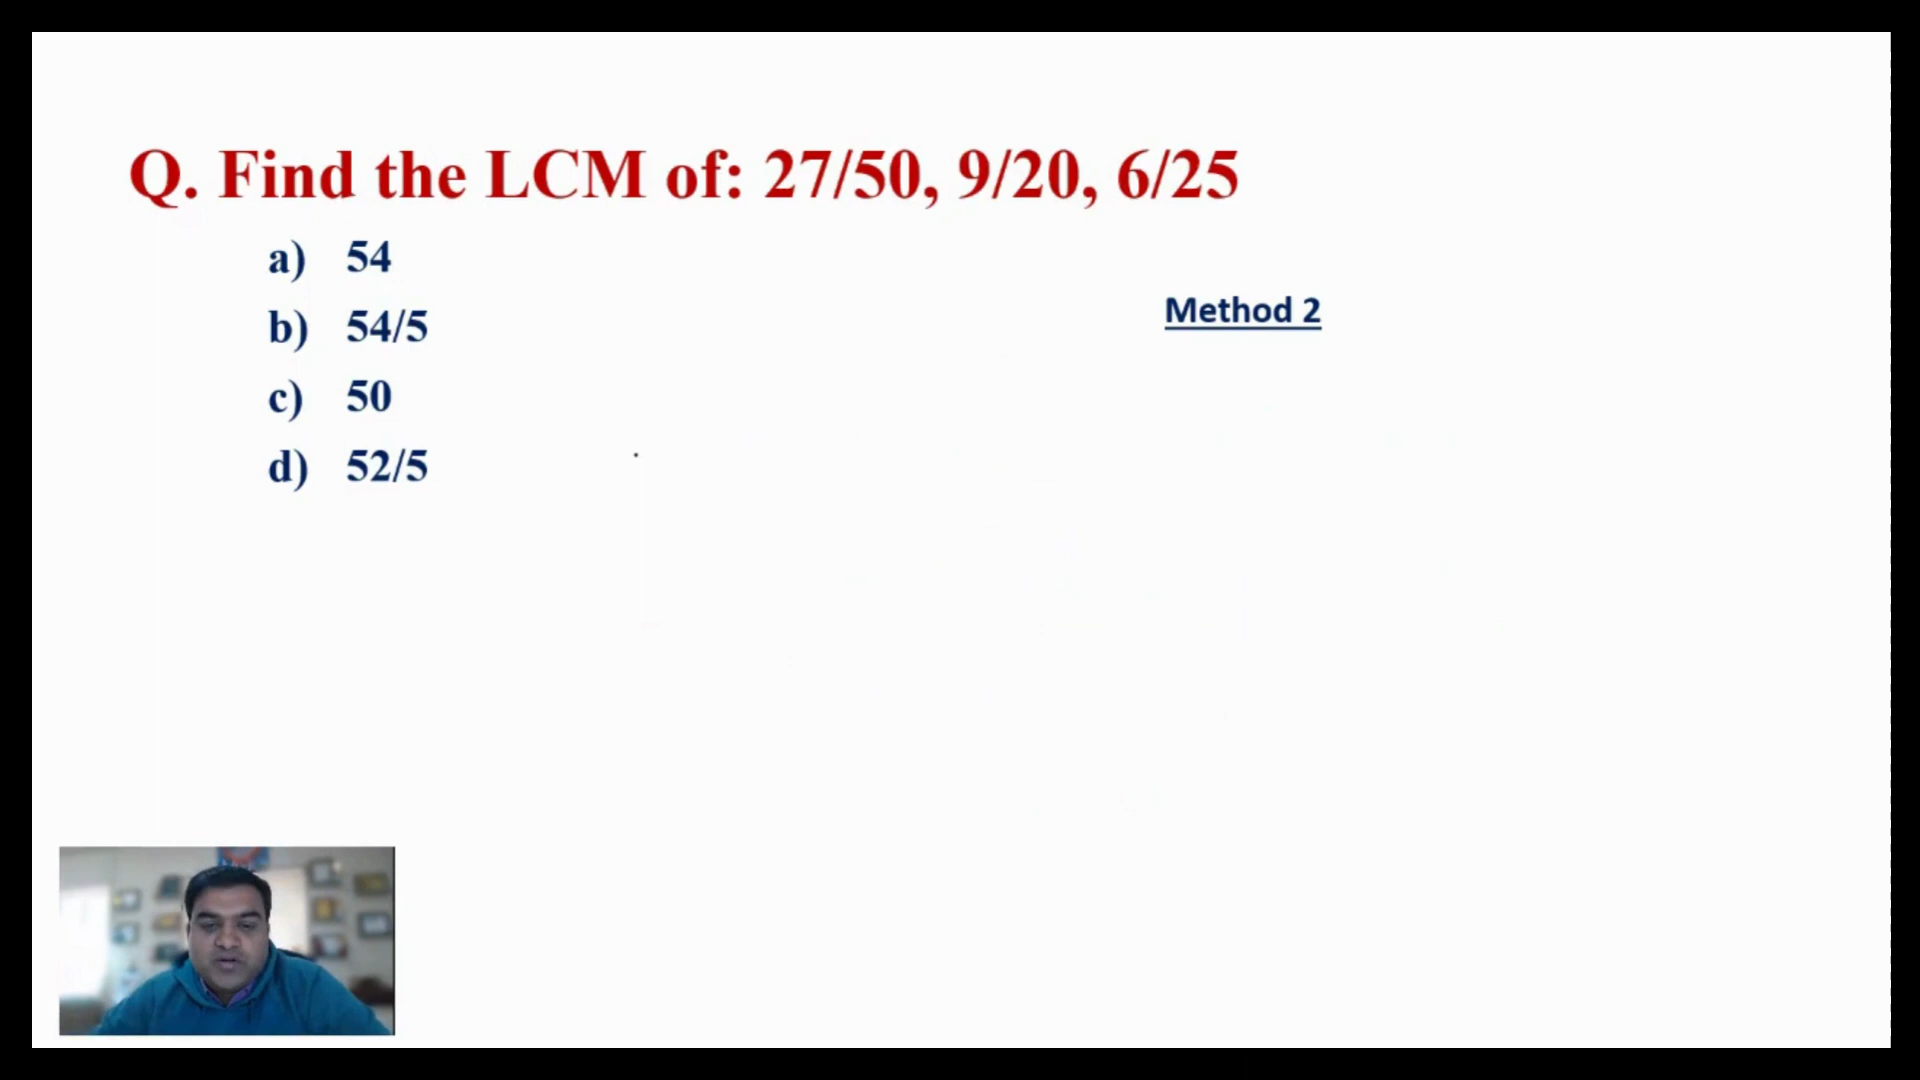 Q. Find the LCM of: 27/50, 9/20, 6/25
a) 54
b) 54/5
c) 50
d) 52/5
Method 2